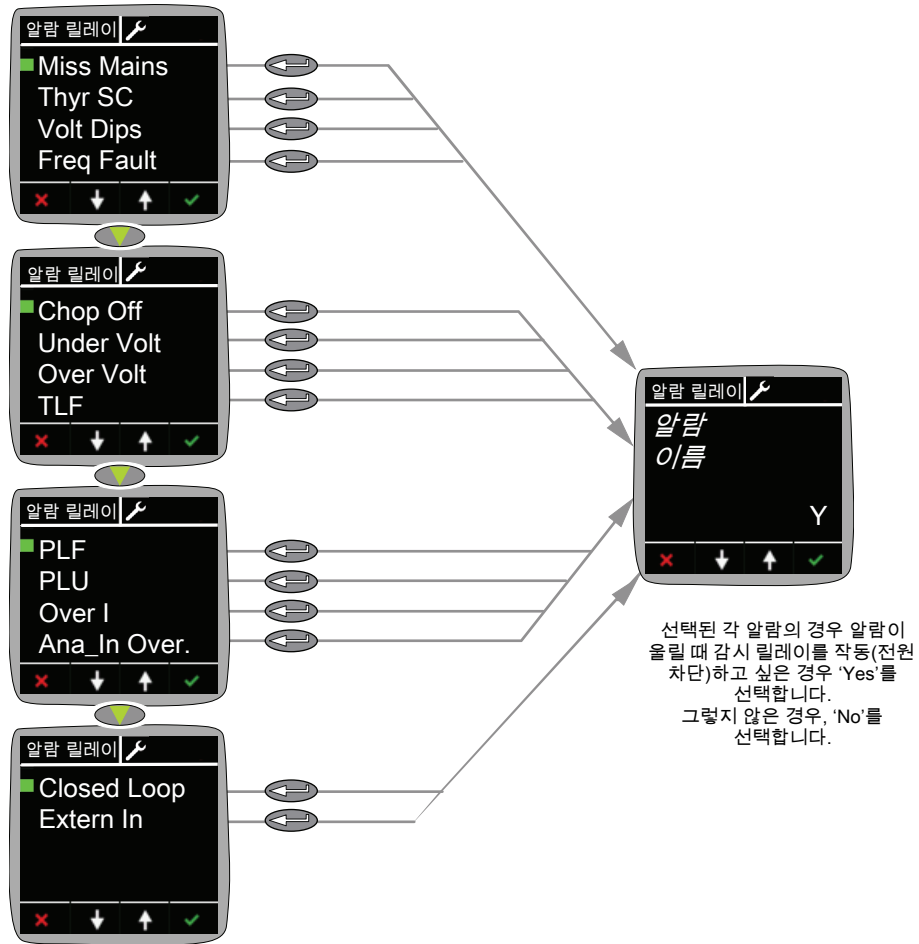 알람 릴레이
Miss Mains
Thyr SC
Volt Dips
Freq Fault
알람 릴레이
Chop Off
Under Volt
Over Volt
TLF
알람 릴레이
PLF
PLU
Over I
Ana_In Over.
알람 릴레이
Closed Loop
Extern In
알람 릴레이
알람
이름
Y
선택된 각 알람의 경우 알람이
울릴 때 감시 릴레이를 작동(전원
차단)하고 싶은 경우 ‘Yes’를
선택합니다.
그렇지 않은 경우, ‘No’를
선택합니다.